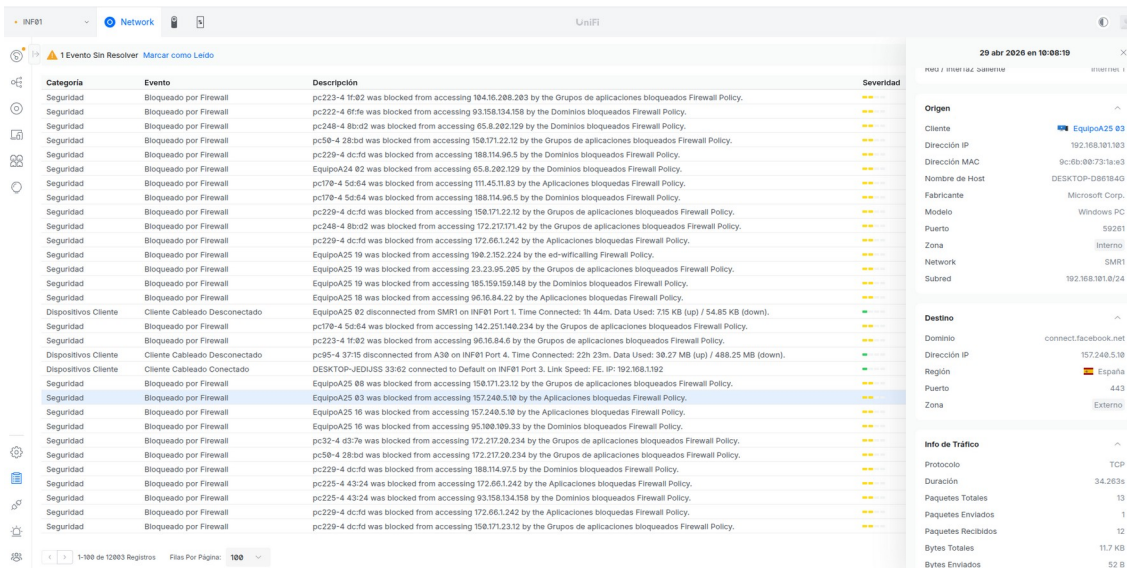 INF01
Network
UniFi
1 Evento Sin Resolver Marcar como Leído
Categoría Evento Descripción Severidad
Seguridad Bloqueado por Firewall pc223-4 1f:02 was blocked from accessing 104.16.208.203 by the Grupos de aplicaciones bloqueados Firewall Policy.
Seguridad Bloqueado por Firewall pc222-4 6f:fe was blocked from accessing 93.158.134.158 by the Dominios bloqueados Firewall Policy.
Seguridad Bloqueado por Firewall pc248-4 8b:d2 was blocked from accessing 65.8.202.129 by the Dominios bloqueados Firewall Policy.
Seguridad Bloqueado por Firewall pc50-4 28:bd was blocked from accessing 150.171.22.12 by the Grupos de aplicaciones bloqueados Firewall Policy.
Seguridad Bloqueado por Firewall pc229-4 dc:fd was blocked from accessing 188.114.96.5 by the Dominios bloqueados Firewall Policy.
Seguridad Bloqueado por Firewall EquipoA24 02 was blocked from accessing 65.8.202.129 by the Dominios bloqueados Firewall Policy.
Seguridad Bloqueado por Firewall pc170-4 5d:64 was blocked from accessing 111.45.11.83 by the Aplicaciones bloquedas Firewall Policy.
Seguridad Bloqueado por Firewall pc170-4 5d:64 was blocked from accessing 188.114.96.5 by the Dominios bloqueados Firewall Policy.
Seguridad Bloqueado por Firewall pc229-4 dc:fd was blocked from accessing 150.171.22.12 by the Grupos de aplicaciones bloqueados Firewall Policy.
Seguridad Bloqueado por Firewall pc248-4 8b:d2 was blocked from accessing 172.217.171.42 by the Grupos de aplicaciones bloqueados Firewall Policy.
Seguridad Bloqueado por Firewall pc229-4 dc:fd was blocked from accessing 172.66.1.242 by the Aplicaciones bloquedas Firewall Policy.
Seguridad Bloqueado por Firewall EquipoA25 19 was blocked from accessing 190.2.152.224 by the ed-wificalling Firewall Policy.
Seguridad Bloqueado por Firewall EquipoA25 19 was blocked from accessing 23.23.95.205 by the Grupos de aplicaciones bloqueados Firewall Policy.
Seguridad Bloqueado por Firewall EquipoA25 19 was blocked from accessing 185.159.159.148 by the Dominios bloqueados Firewall Policy.
Seguridad Bloqueado por Firewall EquipoA25 18 was blocked from accessing 96.16.84.22 by the Aplicaciones bloquedas Firewall Policy.
Dispositivos Cliente Cliente Cableado Desconectado EquipoA25 02 disconnected from SMR1 on INF01 Port 1. Time Connected: 1h 44m. Data Used: 7.15 KB (up) / 54.85 KB (down).
Seguridad Bloqueado por Firewall pc170-4 5d:64 was blocked from accessing 142.251.140.234 by the Grupos de aplicaciones bloqueados Firewall Policy.
Seguridad Bloqueado por Firewall pc223-4 1f:02 was blocked from accessing 96.16.84.6 by the Grupos de aplicaciones bloqueados Firewall Policy.
Dispositivos Cliente Cliente Cableado Desconectado pc95-4 37:15 disconnected from A30 on INF01 Port 4. Time Connected: 22h 23m. Data Used: 30.27 MB (up) / 488.25 MB (down).
Dispositivos Cliente Cliente Cableado Conectado DESKTOP-JEDIJSS 33:62 connected to Default on INF01 Port 3. Link Speed: FE. IP: 192.168.1.192
Seguridad Bloqueado por Firewall EquipoA25 08 was blocked from accessing 150.171.23.12 by the Grupos de aplicaciones bloqueados Firewall Policy.
Seguridad Bloqueado por Firewall EquipoA25 03 was blocked from accessing 157.240.5.10 by the Aplicaciones bloquedas Firewall Policy.
Seguridad Bloqueado por Firewall EquipoA25 16 was blocked from accessing 157.240.5.10 by the Aplicaciones bloquedas Firewall Policy.
Seguridad Bloqueado por Firewall EquipoA25 16 was blocked from accessing 95.100.109.33 by the Dominios bloqueados Firewall Policy.
Seguridad Bloqueado por Firewall pc32-4 d3:7e was blocked from accessing 172.217.20.234 by the Grupos de aplicaciones bloqueados Firewall Policy.
Seguridad Bloqueado por Firewall pc50-4 28:bd was blocked from accessing 172.217.20.234 by the Grupos de aplicaciones bloqueados Firewall Policy.
Seguridad Bloqueado por Firewall pc229-4 dc:fd was blocked from accessing 188.114.97.5 by the Dominios bloqueados Firewall Policy.
Seguridad Bloqueado por Firewall pc225-4 43:24 was blocked from accessing 172.66.1.242 by the Aplicaciones bloquedas Firewall Policy.
Seguridad Bloqueado por Firewall pc225-4 43:24 was blocked from accessing 93.158.134.158 by the Dominios bloqueados Firewall Policy.
Seguridad Bloqueado por Firewall pc229-4 dc:fd was blocked from accessing 172.66.1.242 by the Aplicaciones bloquedas Firewall Policy.
Seguridad Bloqueado por Firewall pc229-4 dc:fd was blocked from accessing 150.171.23.12 by the Grupos de aplicaciones bloqueados Firewall Policy.
1-100 de 12003 Registros Filas Por Página: 100
29 abr 2026 en 10:08:19
Red / Interfaz Saliente Internet 1
Origen
Cliente EquipoA25 03
Dirección IP 192.168.101.103
Dirección MAC 9c:6b:00:73:1a:e3
Nombre de Host DESKTOP-D86184G
Fabricante Microsoft Corp.
Modelo Windows PC
Puerto 59261
Zona Interno
Network SMR1
Subred 192.168.101.0/24
Destino
Dominio connect.facebook.net
Dirección IP 157.240.5.10
Región España
Puerto 443
Zona Externo
Info de Tráfico
Protocolo TCP
Duración 34.263s
Paquetes Totales 13
Paquetes Enviados 1
Paquetes Recibidos 12
Bytes Totales 11.7 KB
Bytes Enviados 52 B